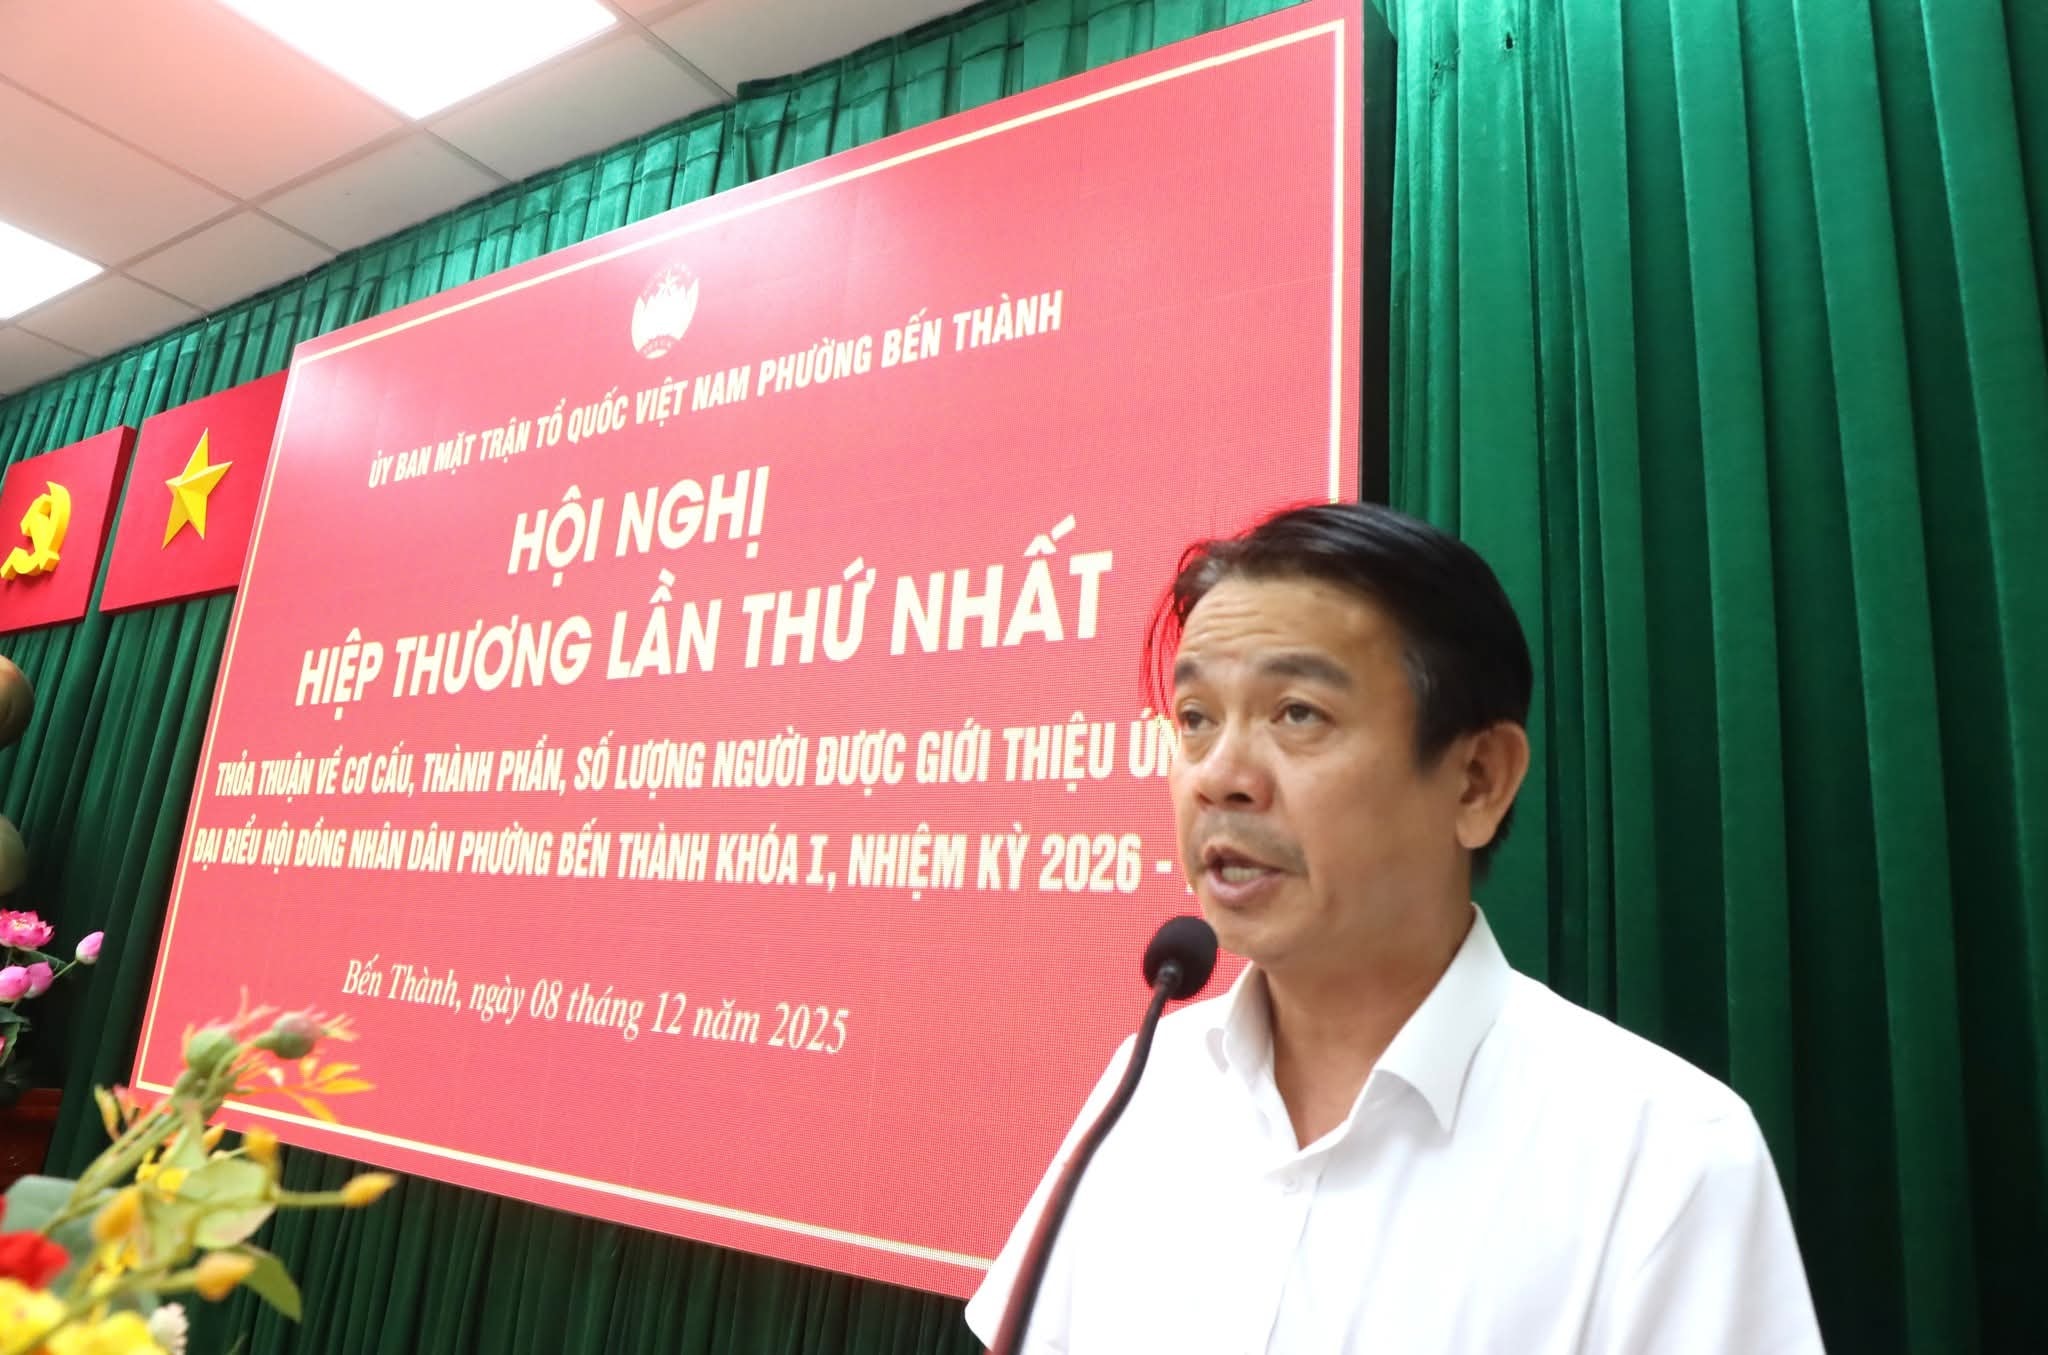 ỦY BAN MẶT TRẬN TỔ QUỐC VIỆT NAM PHƯỜNG BẾN THÀNH
HỘI NGHỊ
HIỆP THƯƠNG LẦN THỨ NHẤT
THỎA THUẬN VỀ CƠ CẤU, THÀNH PHẦN, SỐ LƯỢNG NGƯỜI ĐƯỢC GIỚI THIỆU ỨN
ĐẠI BIỂU HỘI ĐỒNG NHÂN DÂN PHƯỜNG BẾN THÀNH KHÓA I, NHIỆM KỲ 2026 -
Bến Thành, ngày 08 tháng 12 năm 2025